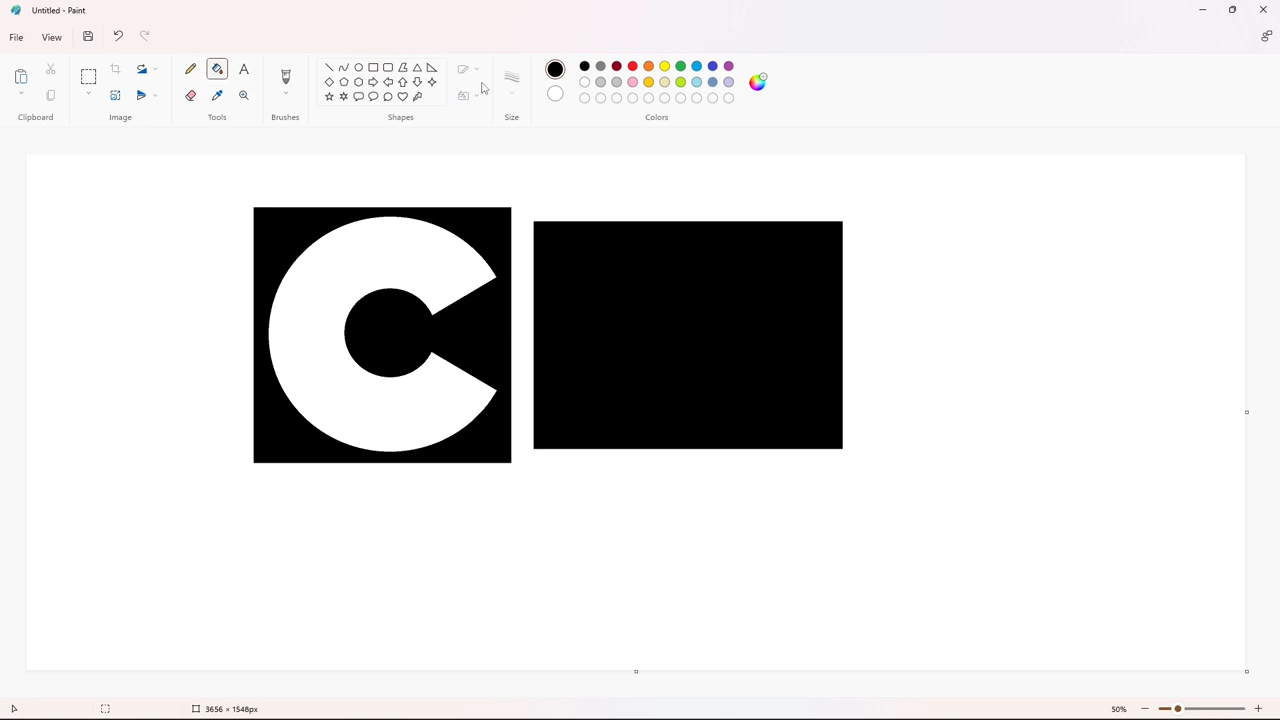 Untitled - Paint
File View
A
Clipboard Image Tools Brushes Shapes Size Colors
C
3656 × 1548px 50%